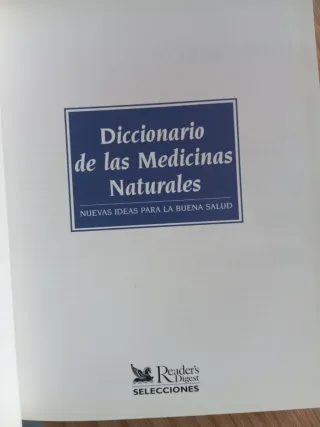 Diccionario
de las Medicinas
Naturales
NUEVAS IDEAS PARA LA BUENA SALUD
Reader's
Digest
SELECCIONES